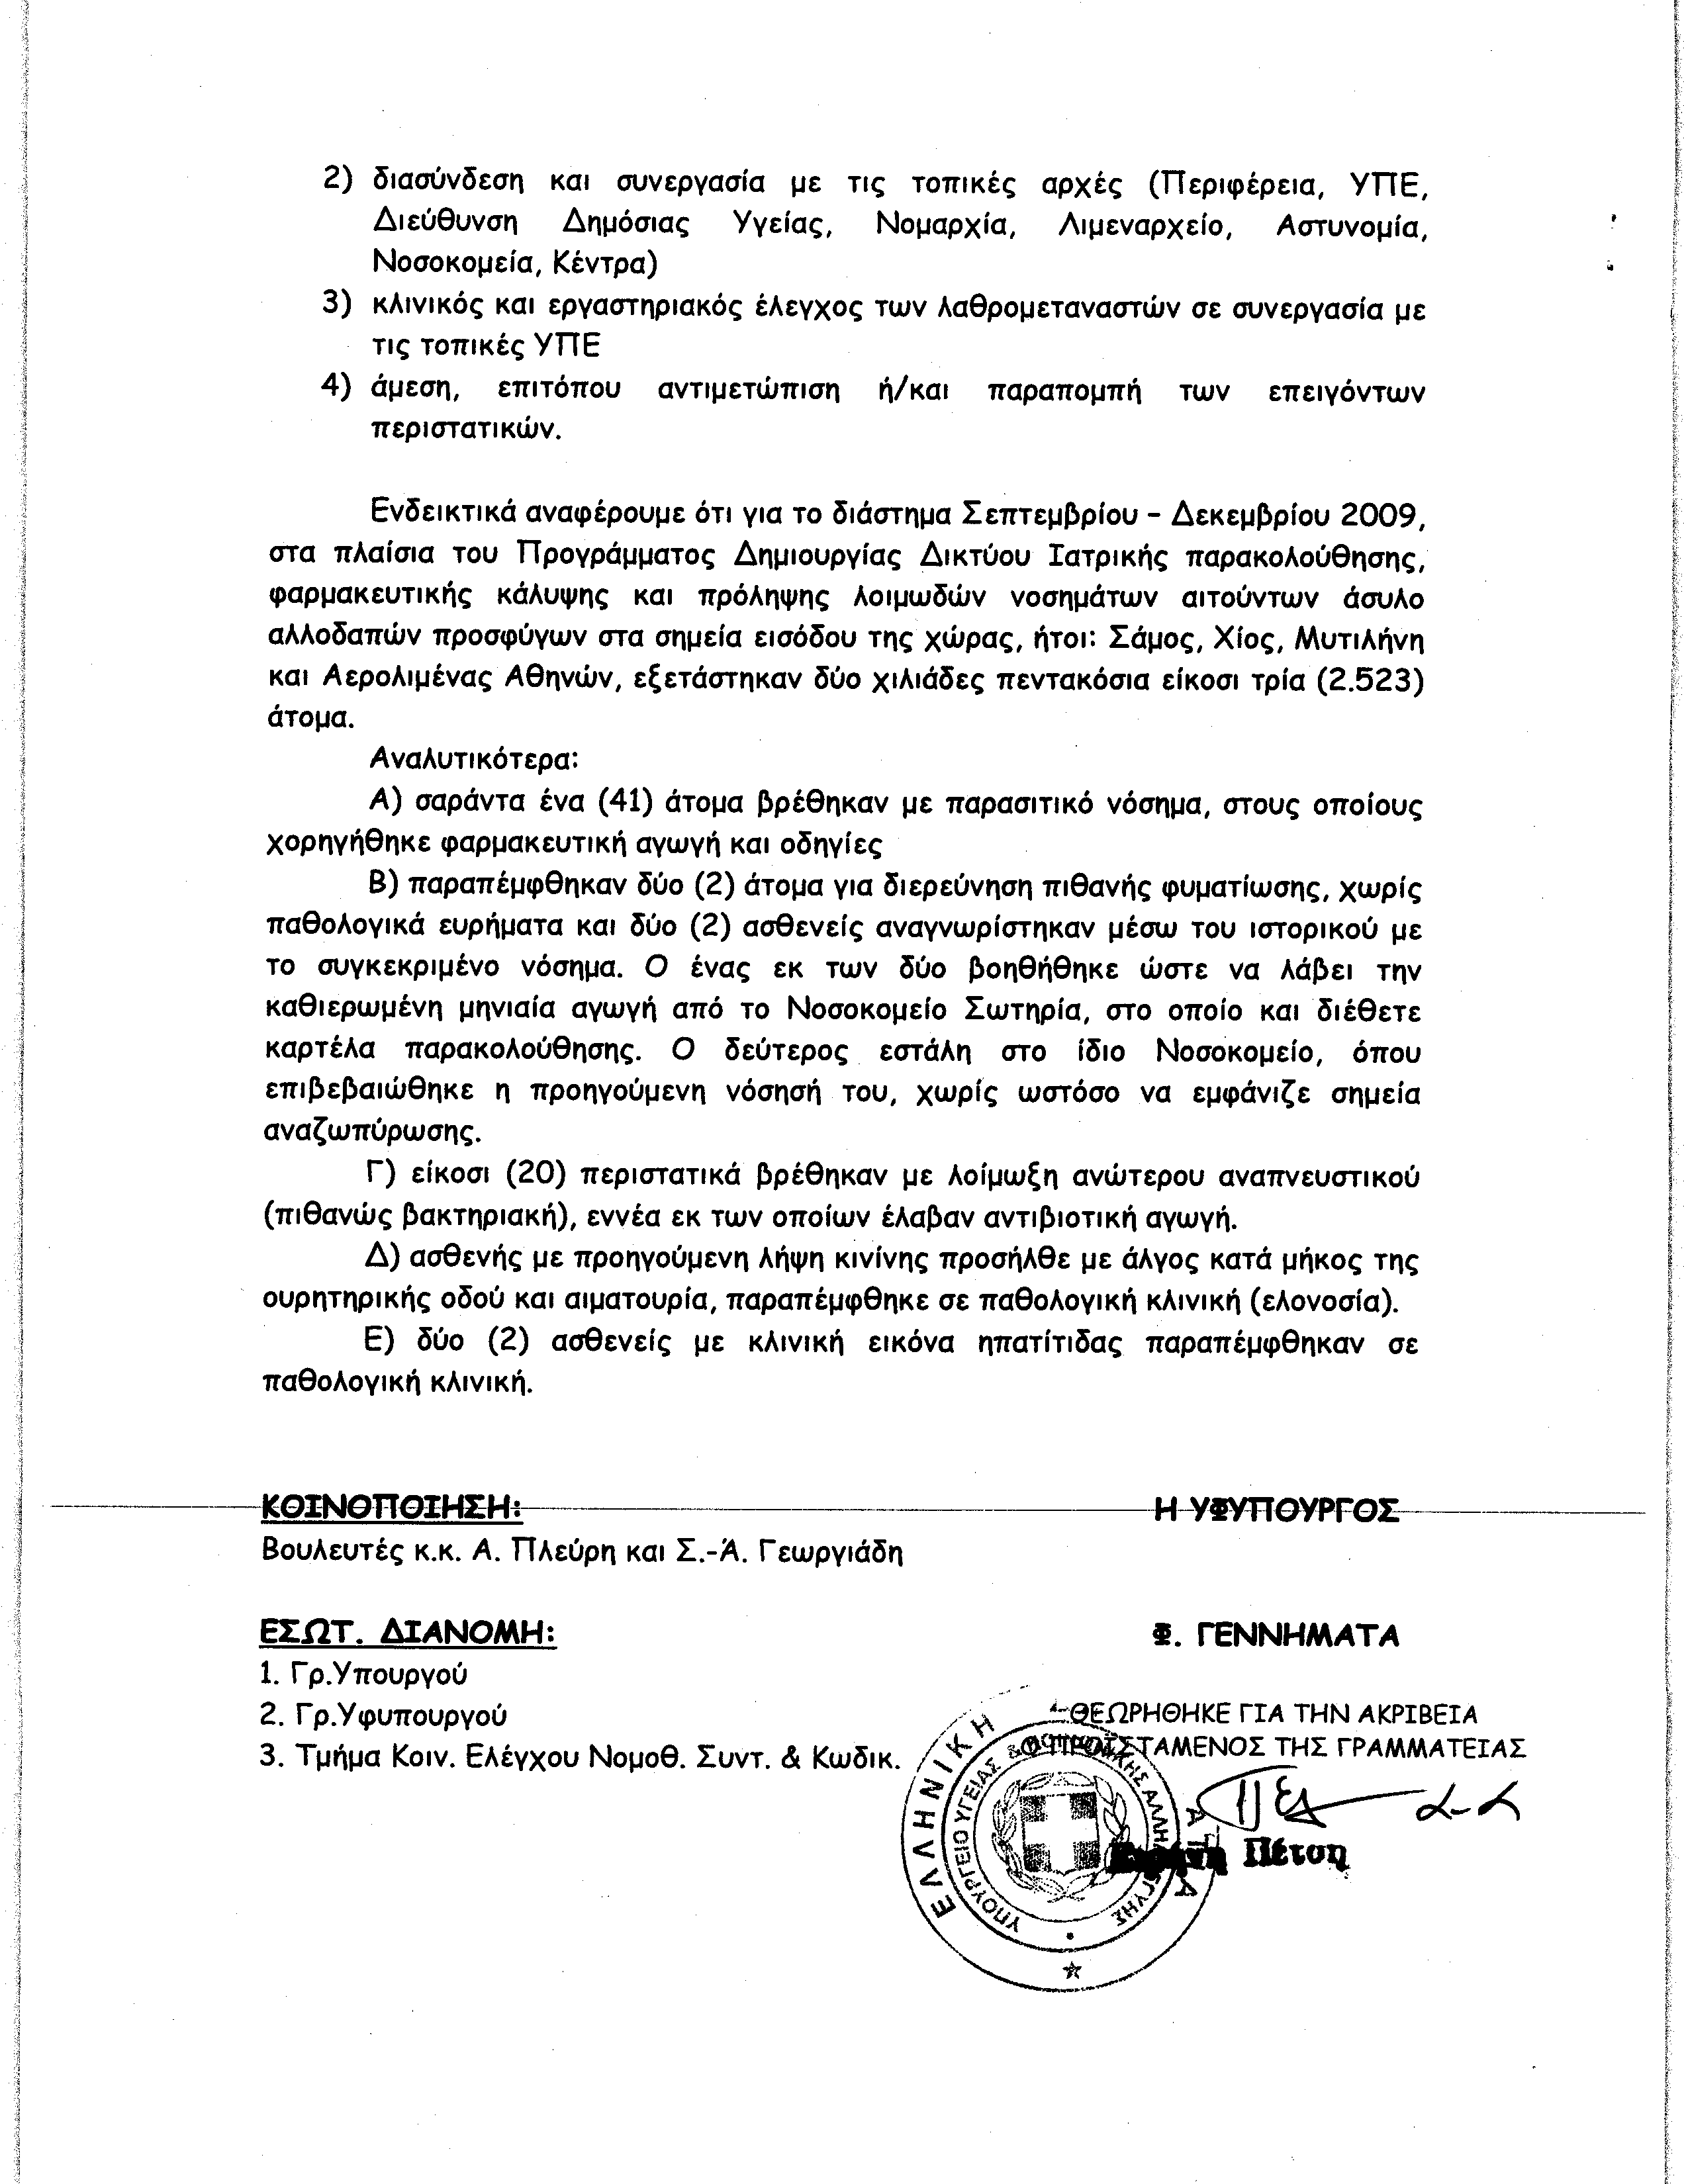 2) διασύνδεση και συνεργασία με τις τοπικές αρχές (Περιφέρεια, ΥΠΕ,
Διεύθυνση Δημόσιας Υγείας, Νομαρχία, Λιμεναρχείο, Αστυνομία,
Νοσοκομεία, Κέντρα)
3) κλινικός και εργαστηριακός έλεγχος των λαθρομεταναστών σε συνεργασία με
τις τοπικές ΥΠΕ
4) άμεση, επιτόπου αντιμετώπιση ή/και παραπομπή των επειγόντων
περιστατικών.
Ενδεικτικά αναφέρουμε ότι για το διάστημα Σεπτεμβρίου – Δεκεμβρίου 2009,
στα πλαίσια του Προγράμματος Δημιουργίας Δικτύου Ιατρικής παρακολούθησης,
φαρμακευτικής κάλυψης και πρόληψης λοιμωδών νοσημάτων αιτούντων άσυλο
αλλοδαπών προσφύγων στα σημεία εισόδου της χώρας, ήτοι: Σάμος, Χίος, Μυτιλήνη
και Αερολιμένας Αθηνών, εξετάστηκαν δύο χιλιάδες πεντακόσια είκοσι τρία (2.523)
άτομα.
Αναλυτικότερα:
Α) σαράντα ένα (41) άτομα βρέθηκαν με παρασιτικό νόσημα, στους οποίους
χορηγήθηκε φαρμακευτική αγωγή και οδηγίες
Β) παραπέμφθηκαν δύο (2) άτομα για διερεύνηση πιθανής φυματίωσης, χωρίς
παθολογικά ευρήματα και δύο (2) ασθενείς αναγνωρίστηκαν μέσω του ιστορικού με
το συγκεκριμένο νόσημα. Ο ένας εκ των δύο βοηθήθηκε ώστε να λάβει την
καθιερωμένη μηνιαία αγωγή από το Νοσοκομείο Σωτηρία, στο οποίο και διέθετε
καρτέλα παρακολούθησης. Ο δεύτερος εστάλη στο ίδιο Νοσοκομείο, όπου
επιβεβαιώθηκε η προηγούμενη νόσησή του, χωρίς ωστόσο να εμφάνιζε σημεία
αναζωπύρωσης.
Γ) είκοσι (20) περιστατικά βρέθηκαν με λοίμωξη ανώτερου αναπνευστικού
(πιθανώς βακτηριακή), εννέα εκ των οποίων έλαβαν αντιβιοτική αγωγή.
Δ) ασθενής με προηγούμενη λήψη κινίνης προσήλθε με άλγος κατά μήκος της
ουρητηρικής οδού και αιματουρία, παραπέμφθηκε σε παθολογική κλινική (ελονοσία).
Ε) δύο (2) ασθενείς με κλινική εικόνα ηπατίτιδας παραπέμφθηκαν σε
παθολογική κλινική.
ΚΟΙΝΟΠΟΙΗΣΗ: Η ΥΦΥΠΟΥΡΓΟΣ
Βουλευτές κ.κ. Α. Πλεύρη και Σ.-Ά. Γεωργιάδη
ΕΣΩΤ. ΔΙΑΝΟΜΗ: Φ. ΓΕΝΝΗΜΑΤΑ
1. Γρ.Υπουργού
2. Γρ.Υφυπουργού
3. Τμήμα Κοιν. Ελέγχου Νομοθ. Συντ. & Κωδικ.
ΘΕΩΡΗΘΗΚΕ ΓΙΑ ΤΗΝ ΑΚΡΙΒΕΙΑ
Ο ΠΡΟΪΣΤΑΜΕΝΟΣ ΤΗΣ ΓΡΑΜΜΑΤΕΙΑΣ
Πέτση
ΕΛΛΗΝΙΚΗ
ΥΠΟΥΡΓΕΙΟ ΥΓΕΙΑΣ &